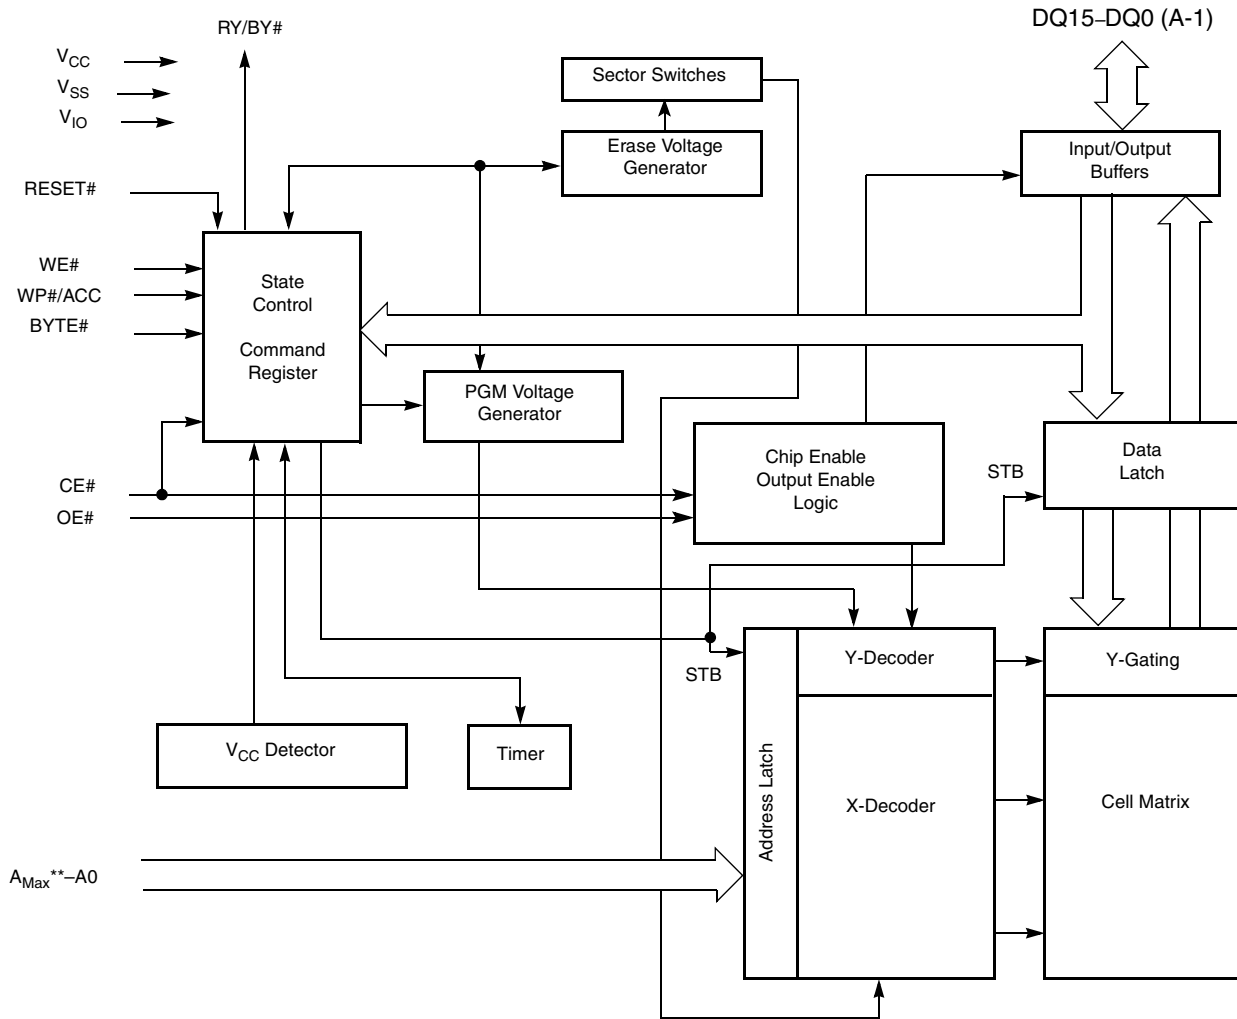 DQ15–DQ0 (A-1)
RY/BY#
VCC
VSS
VIO
Sector Switches
Erase Voltage
Generator
Input/Output
Buffers
RESET#
WE#
WP#/ACC
BYTE#
State
Control
Command
Register
PGM Voltage
Generator
Chip Enable
Output Enable
Logic
Data
Latch
STB
CE#
OE#
STB
Y-Decoder
Y-Gating
VCC Detector
Timer
Address Latch
X-Decoder
Cell Matrix
AMax**–A0